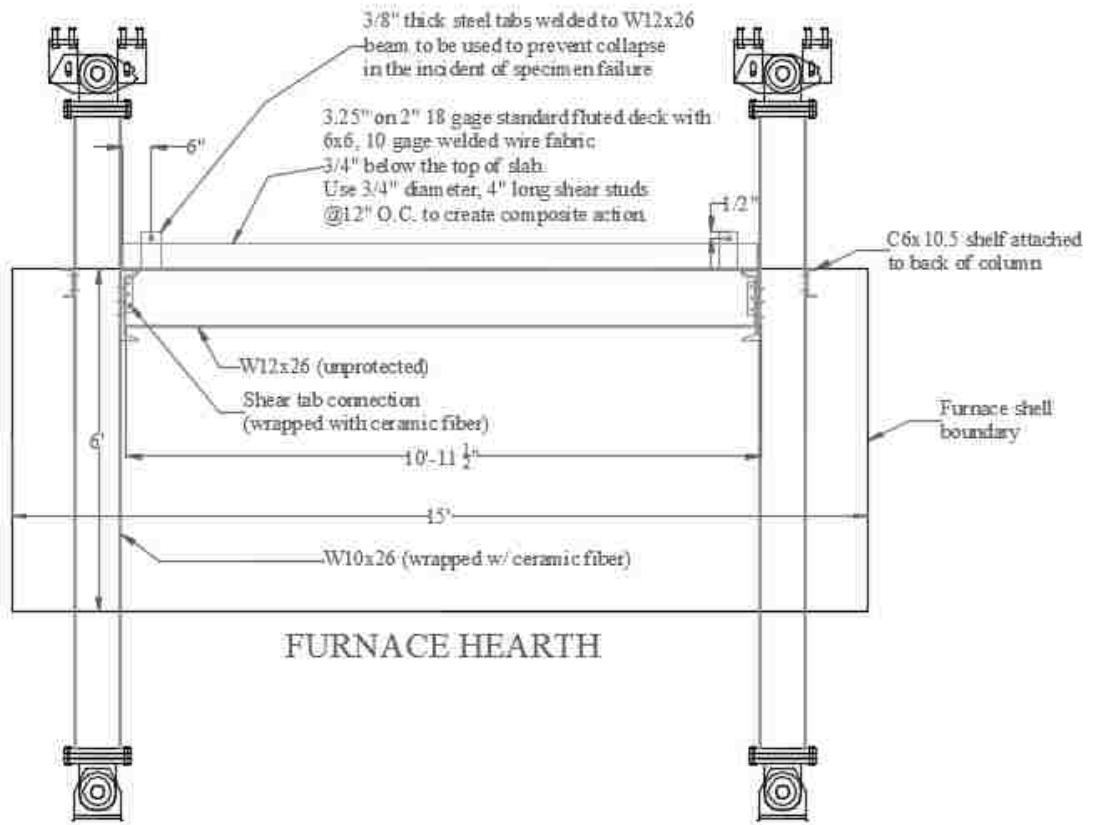 3/8" thick steel tabs welded to W12x26
beam to be used to prevent collapse
in the incident of specimen failure
3.25" on 2" 18 gage standard fluted deck with
6x6, 10 gage welded wire fabric
3/4" below the top of slab.
Use 3/4" diameter, 4" long shear studs
@12" O.C. to create composite action.
6"
1/2"
C6x10.5 shelf attached
to back of column
W12x26 (unprotected)
Shear tab connection
(wrapped with ceramic fiber)
Furnace shell
boundary
6'
10'-11 1/2"
15'
W10x26 (wrapped w/ ceramic fiber)
FURNACE HEARTH